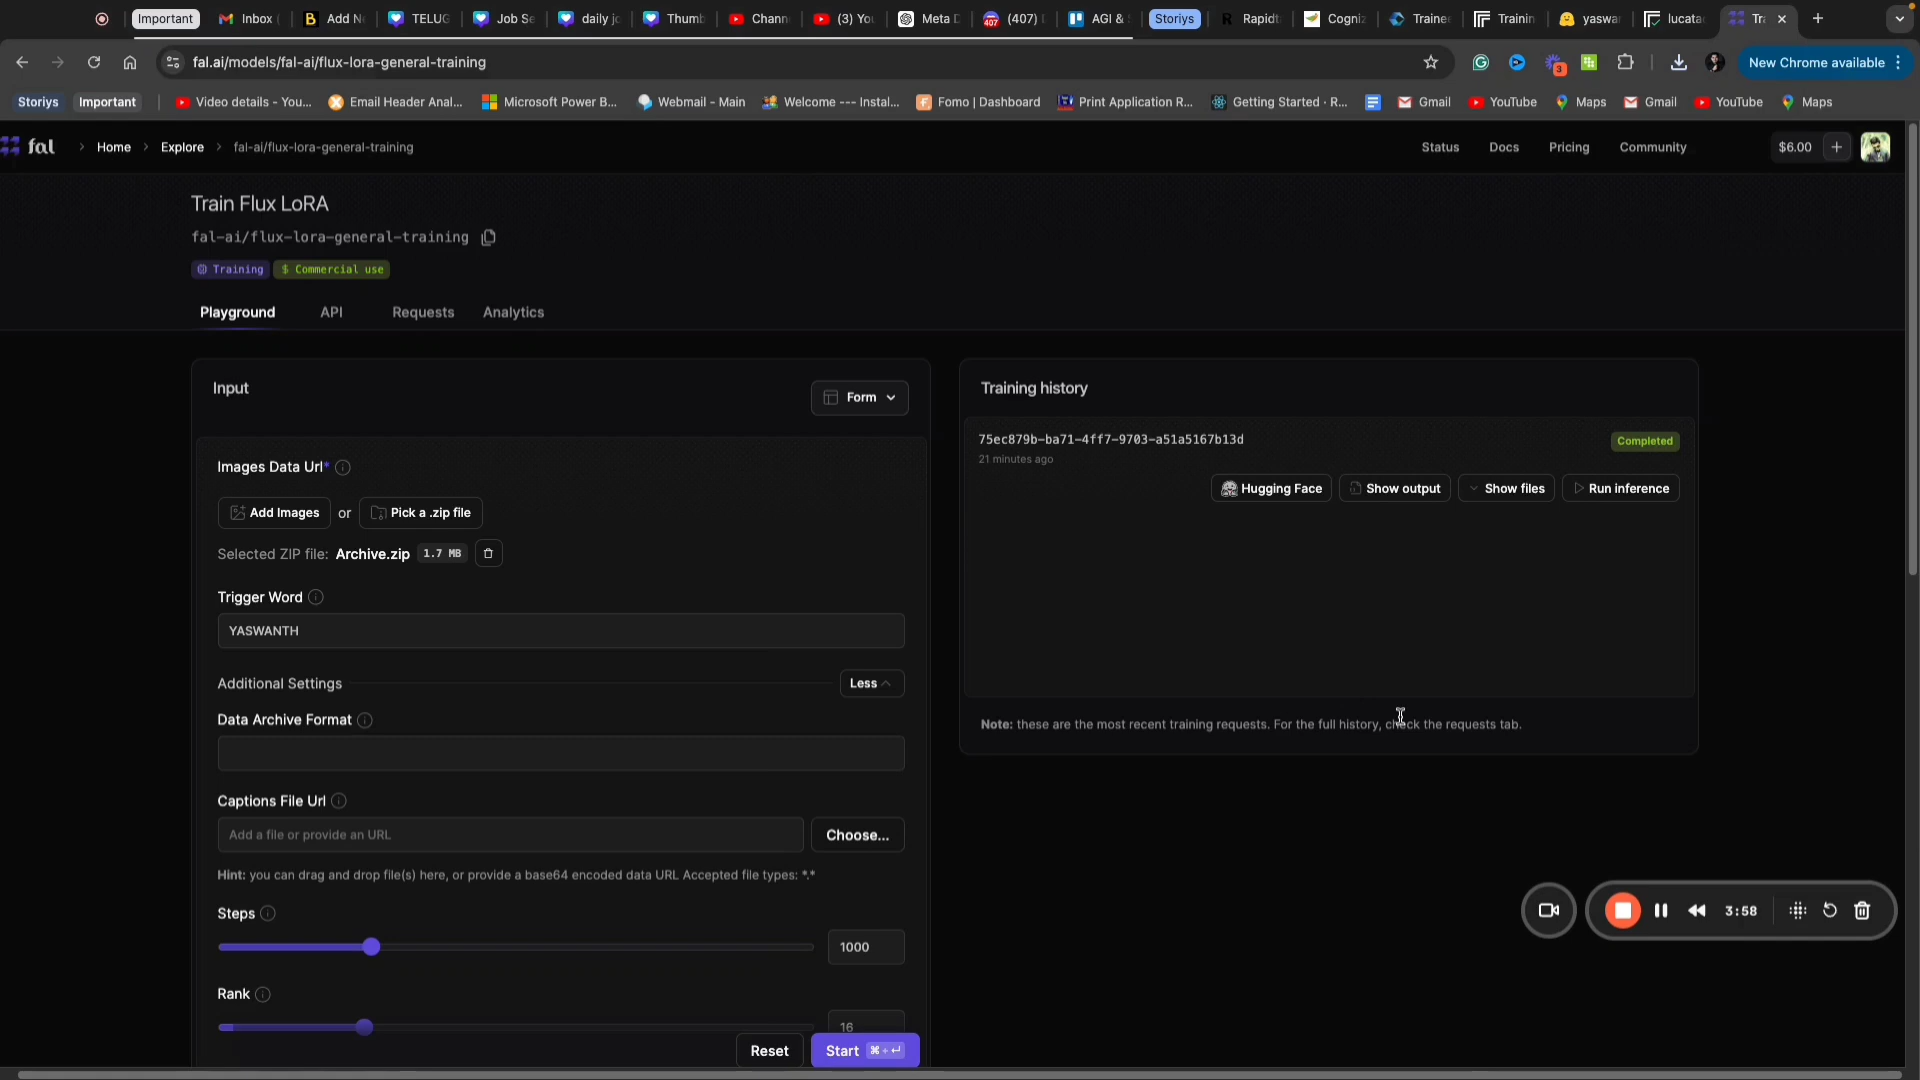 Important
Inbox
Add N
TELUG
Job Se
daily jo
Thumb
Chann
(3) Yo
Meta D
(407)
AGI &
Storiys
Rapidt
Cogniz
Trainee
Trainin
yaswa
lucata
Tr
fal.ai/models/fal-ai/flux-lora-general-training
3
New Chrome available
Storiys
Important
Video details - You...
Email Header Anal...
Microsoft Power B...
Webmail - Main
Welcome --- Instal...
Fomo | Dashboard
Print Application R...
Getting Started · R...
Gmail
YouTube
Maps
Gmail
YouTube
Maps
fal
Home
Explore
fal-ai/flux-lora-general-training
Status
Docs
Pricing
Community
$6.00
Train Flux LoRA
fal-ai/flux-lora-general-training
Training
$ Commercial use
Playground
API
Requests
Analytics
Input
Form
Images Data Url*
Add Images
or
Pick a .zip file
Selected ZIP file: Archive.zip 1.7 MB
Trigger Word
YASWANTH
Additional Settings
Less
Data Archive Format
Captions File Url
Add a file or provide an URL
Choose...
Hint: you can drag and drop file(s) here, or provide a base64 encoded data URL Accepted file types: *.*
Steps
1000
Rank
16
Reset
Start ⌘+↵
Training history
75ec879b-ba71-4ff7-9703-a51a5167b13d
Completed
21 minutes ago
Hugging Face
Show output
Show files
Run inference
Note: these are the most recent training requests. For the full history, check the requests tab.
3:58